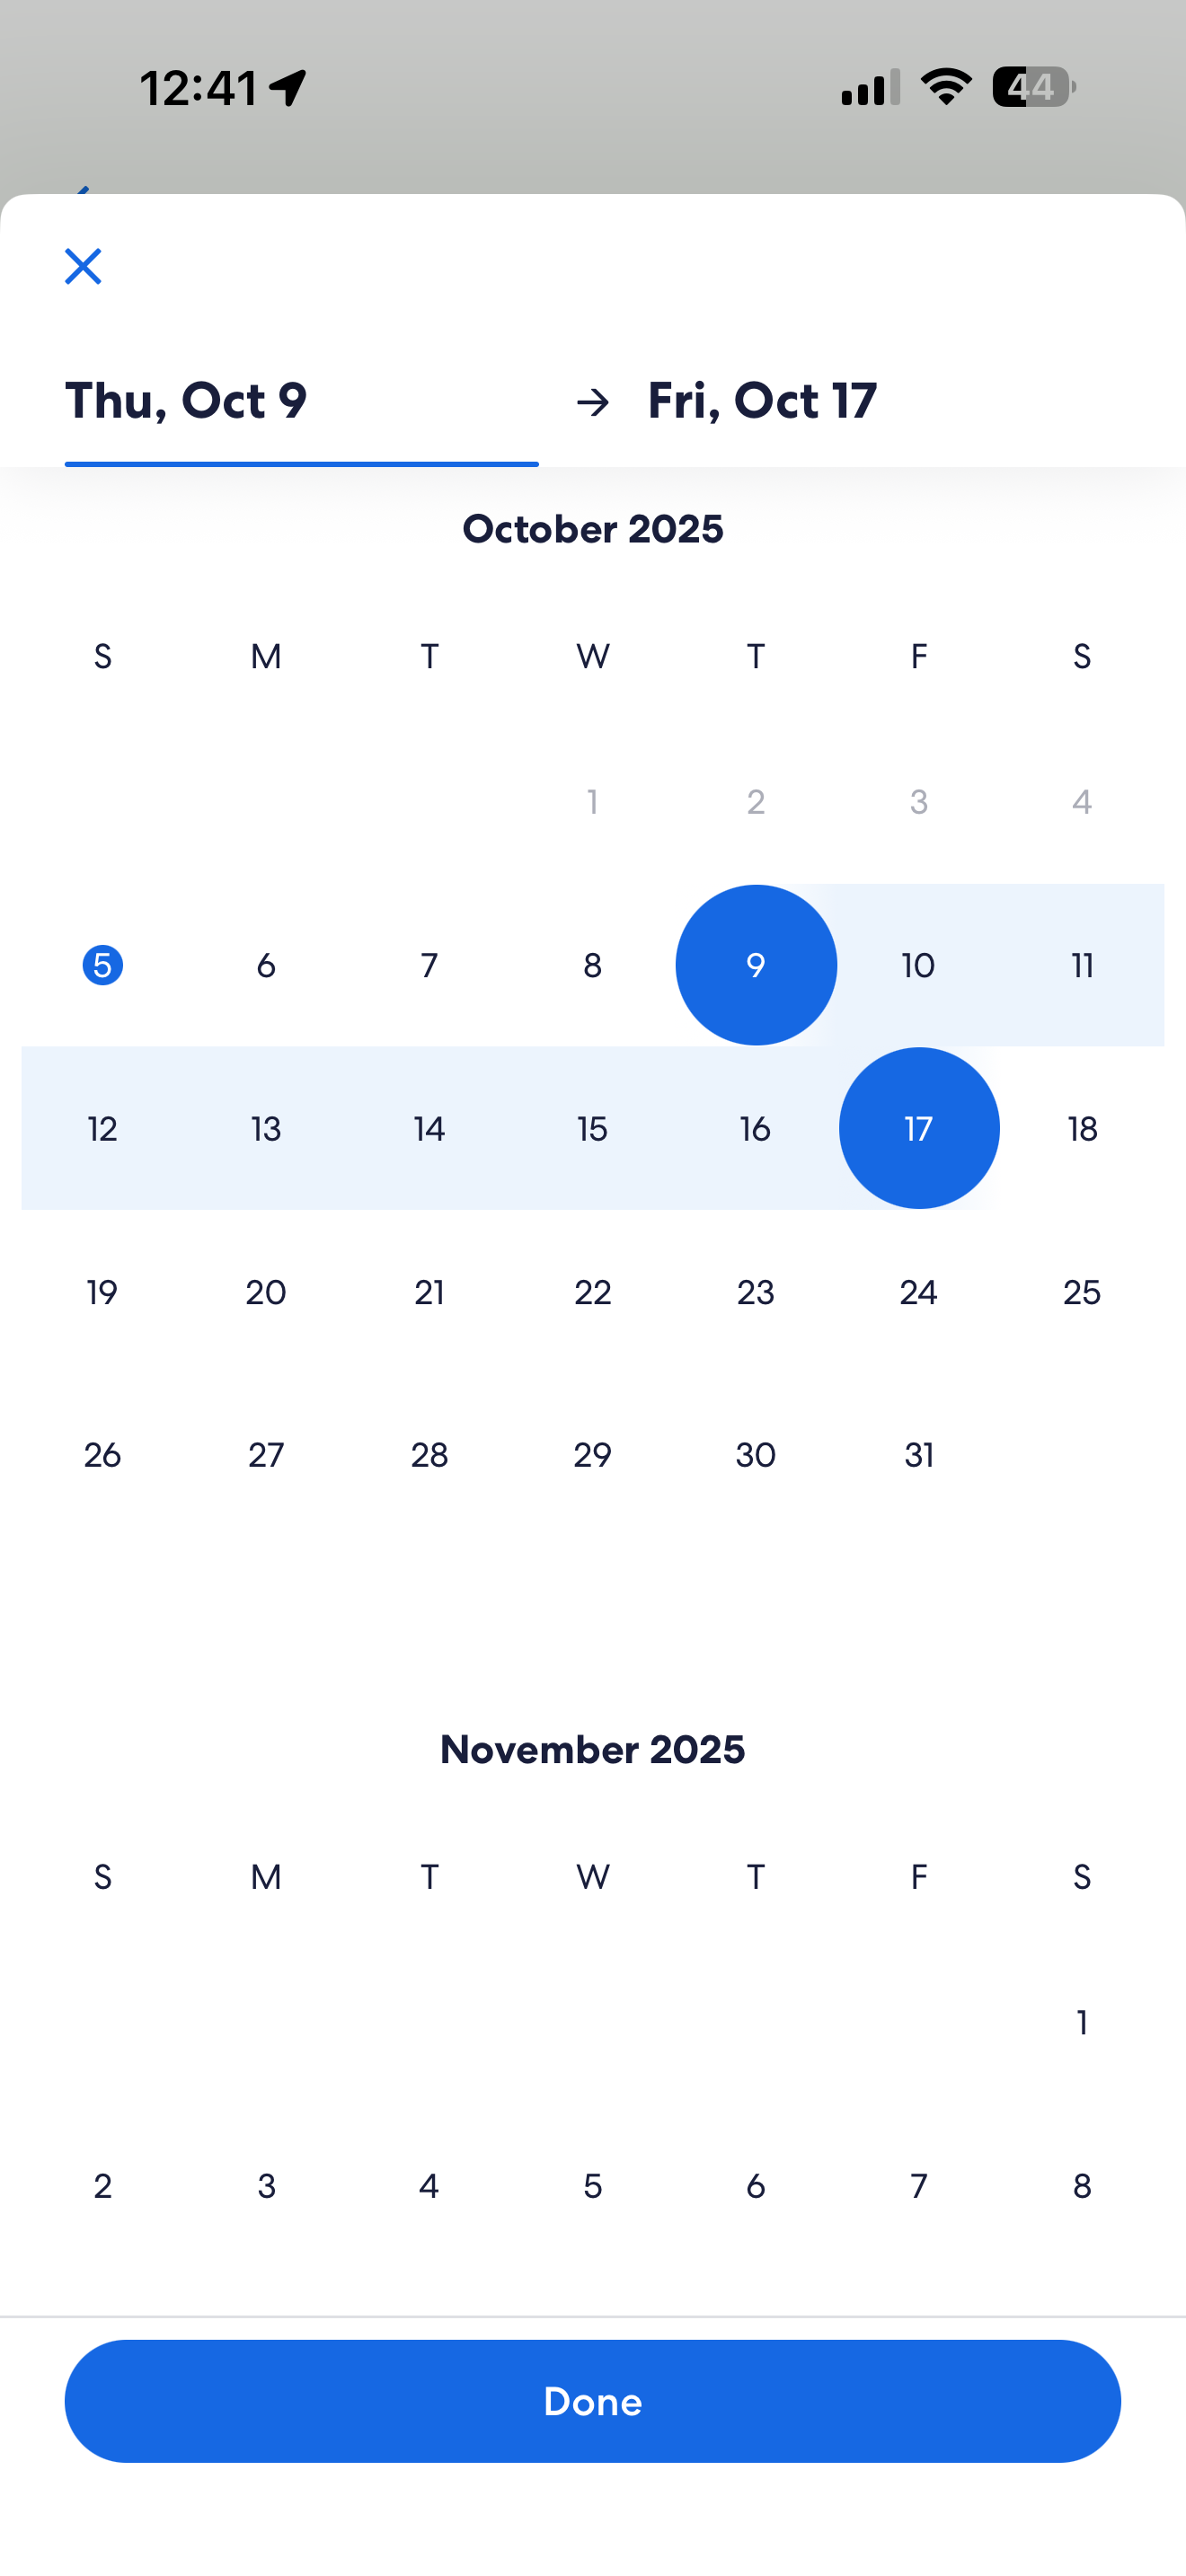 12:41 44
Thu, Oct 9 → Fri, Oct 17
October 2025
S M T W T F S
1 2 3 4
5 6 7 8 9 10 11
12 13 14 15 16 17 18
19 20 21 22 23 24 25
26 27 28 29 30 31
November 2025
S M T W T F S
1
2 3 4 5 6 7 8
Done